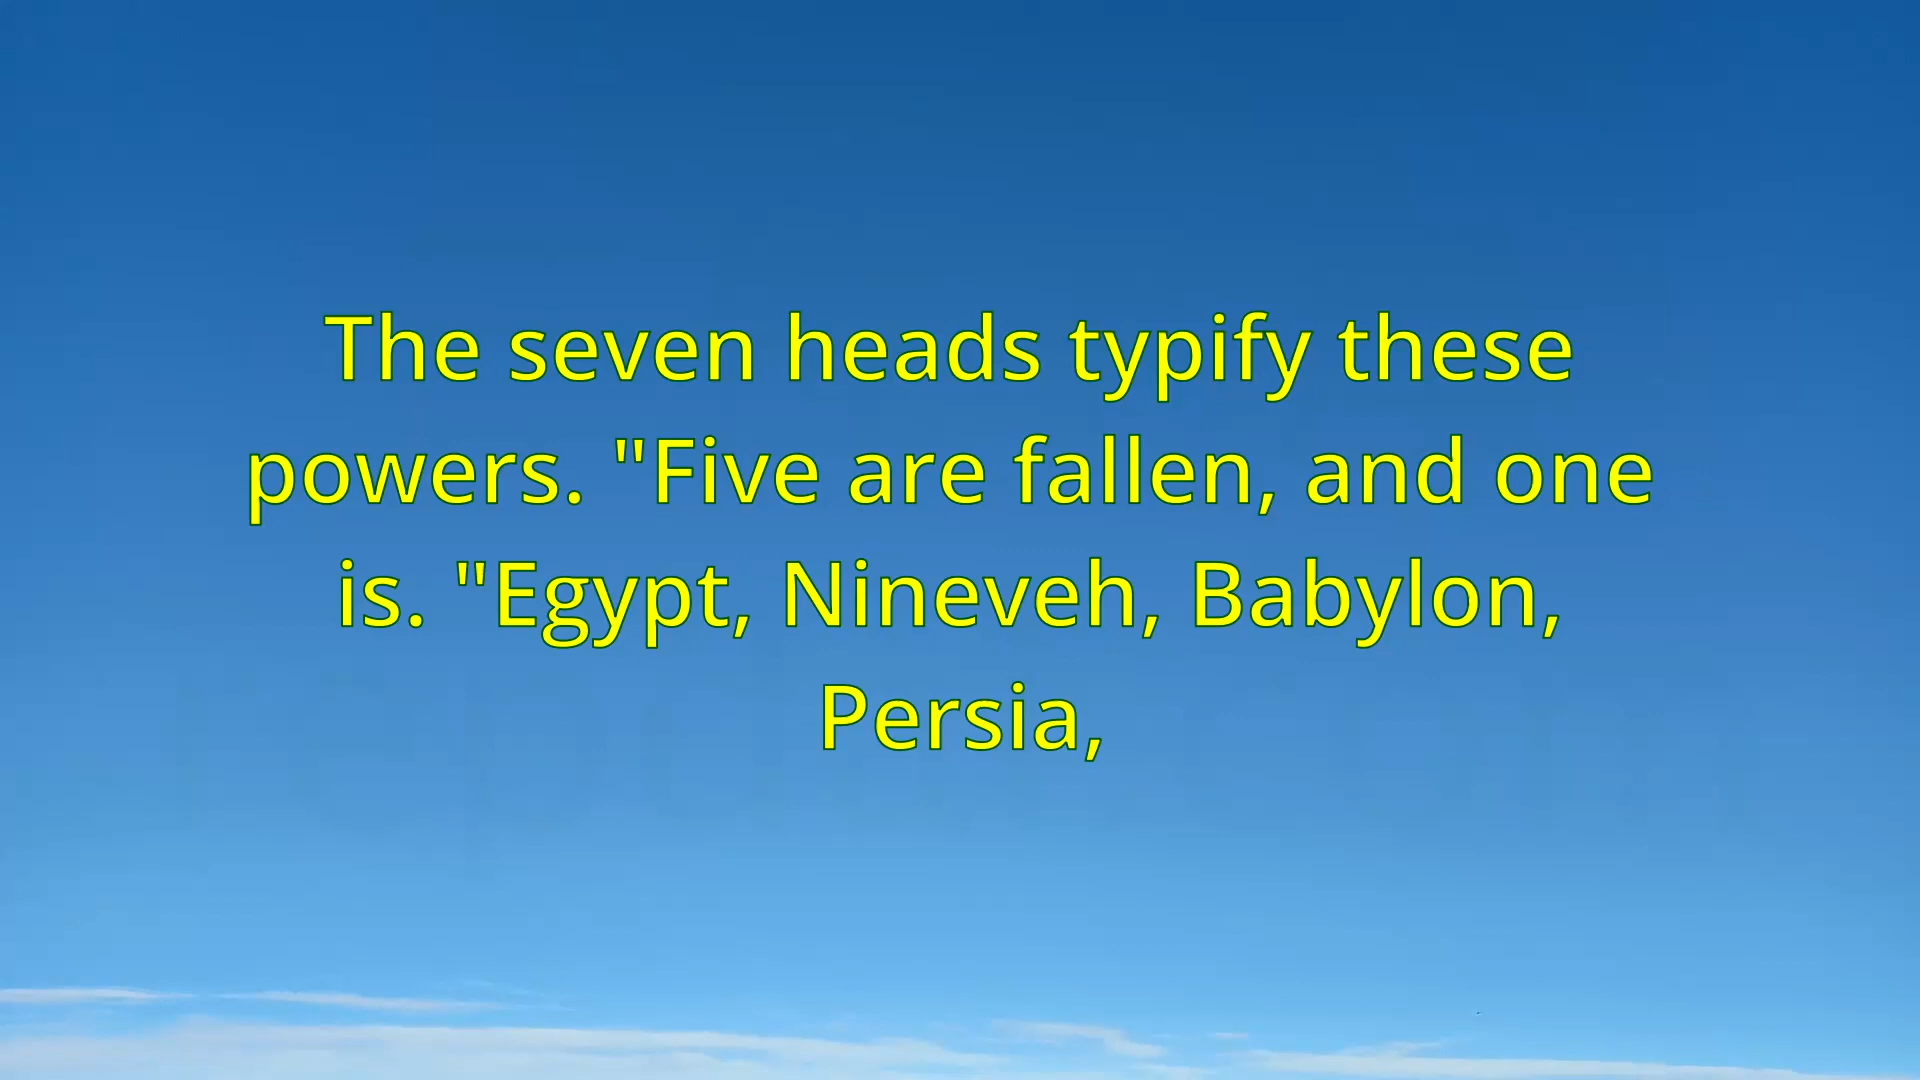 The seven heads typify these
powers. "Five are fallen, and one
is. "Egypt, Nineveh, Babylon,
Persia,